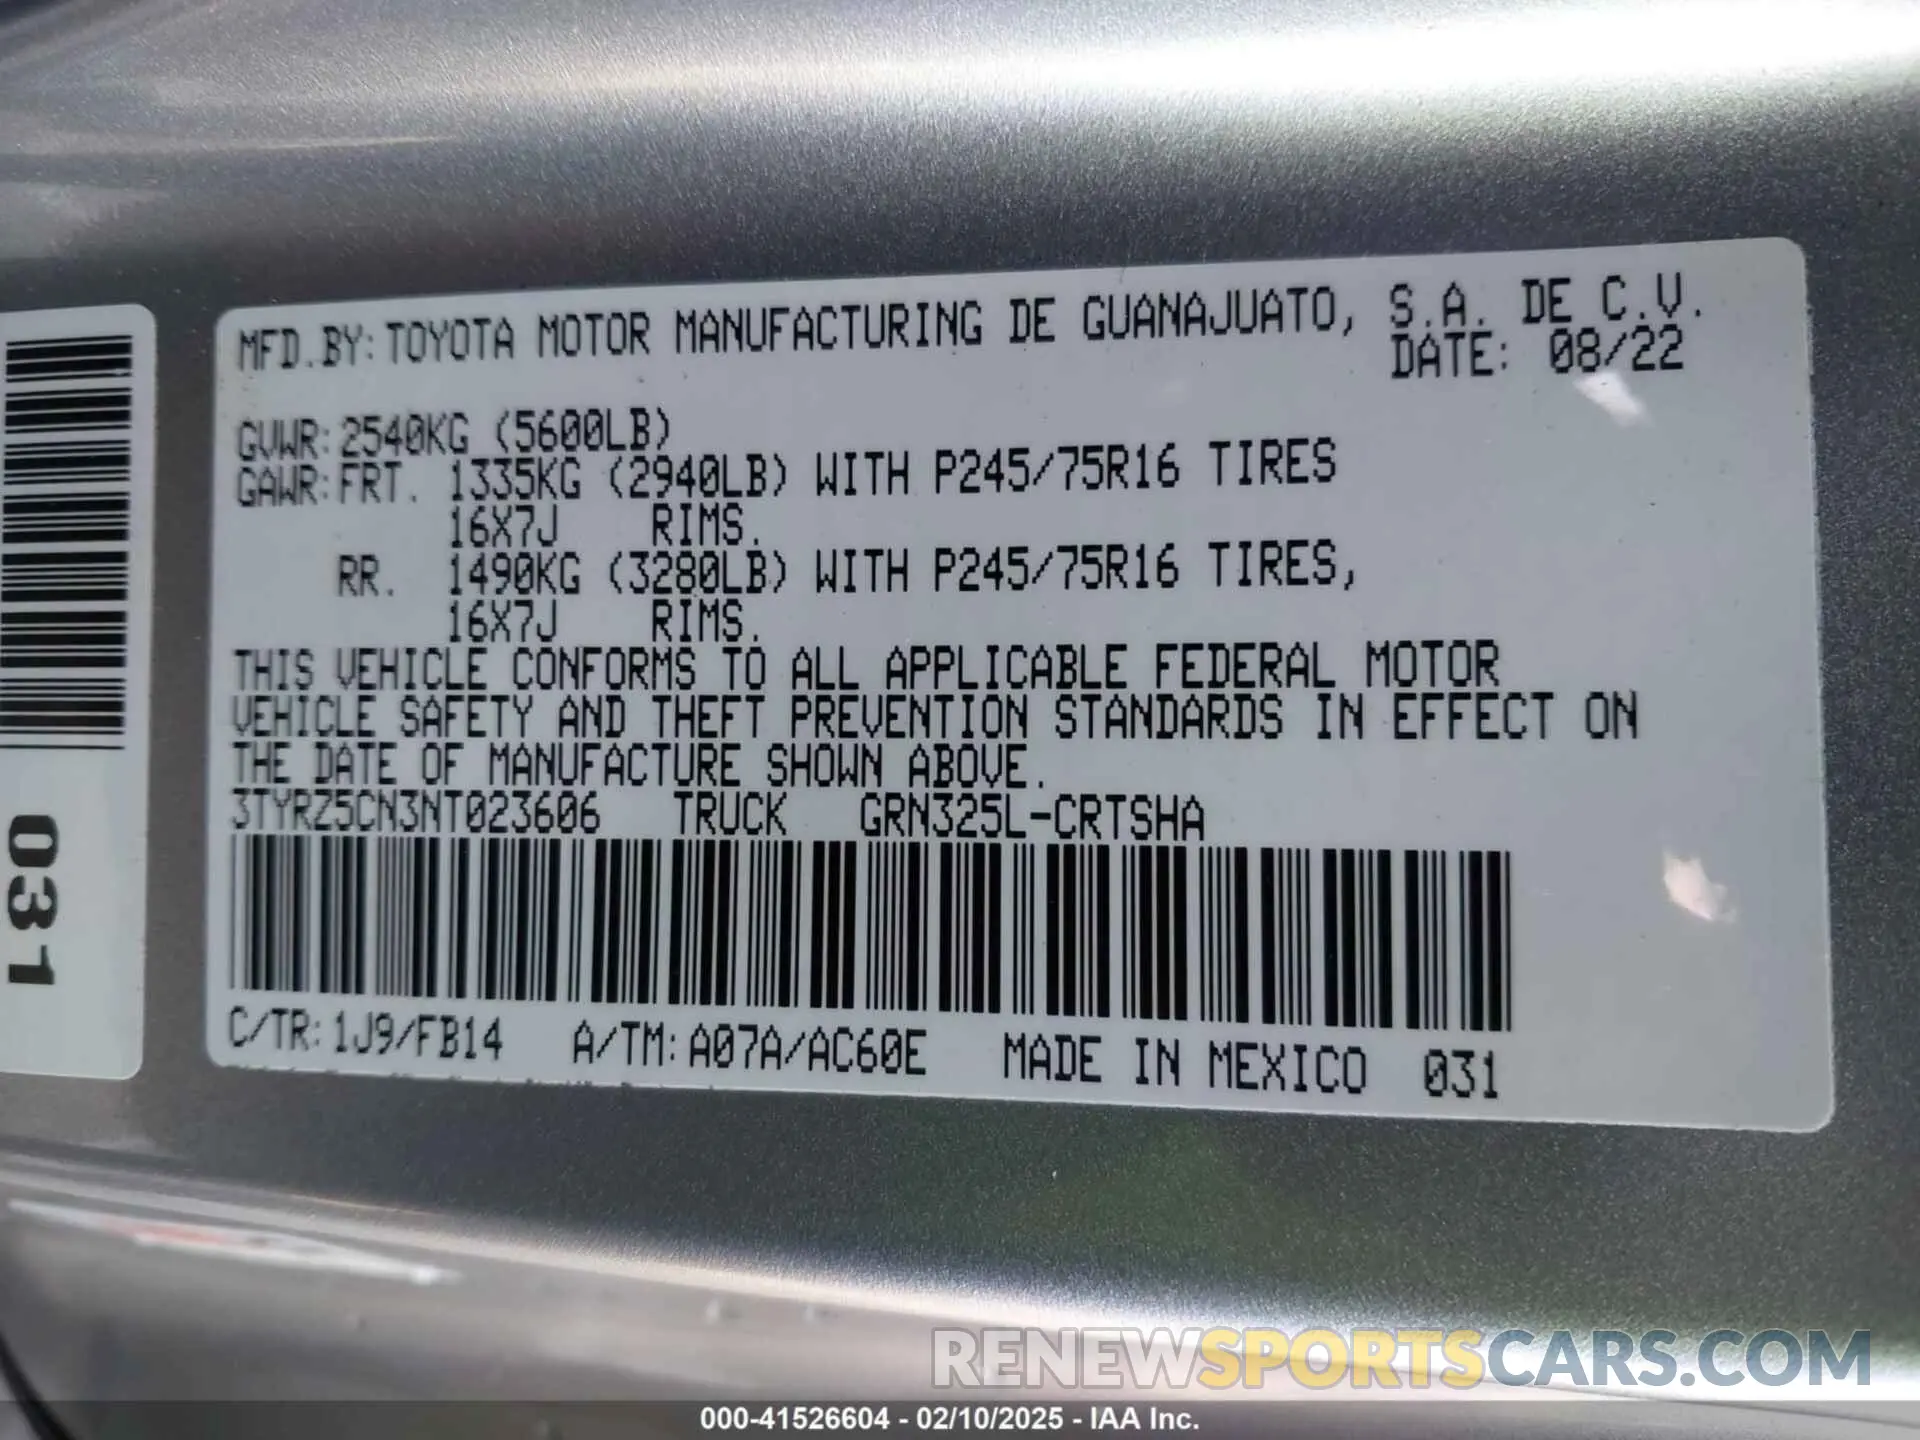 MFD.BY: TOYOTA MOTOR MANUFACTURING DE GUANAJUATO, S.A. DE C.V.
DATE: 08/22
GVWR: 2540KG (5600LB)
GAWR: FRT. 1335KG (2940LB) WITH P245/75R16 TIRES
16X7J RIMS.
RR. 1490KG (3280LB) WITH P245/75R16 TIRES,
16X7J RIMS.
THIS VEHICLE CONFORMS TO ALL APPLICABLE FEDERAL MOTOR
VEHICLE SAFETY AND THEFT PREVENTION STANDARDS IN EFFECT ON
THE DATE OF MANUFACTURE SHOWN ABOVE.
3TYRZ5CN3NT023606 TRUCK GRN325L-CRTSHA
C/TR: 1J9/FB14 A/TM: A07A/AC60E MADE IN MEXICO 031
031
RENEWSPORTSCARS.COM
000-41526604 - 02/10/2025 - IAA Inc.